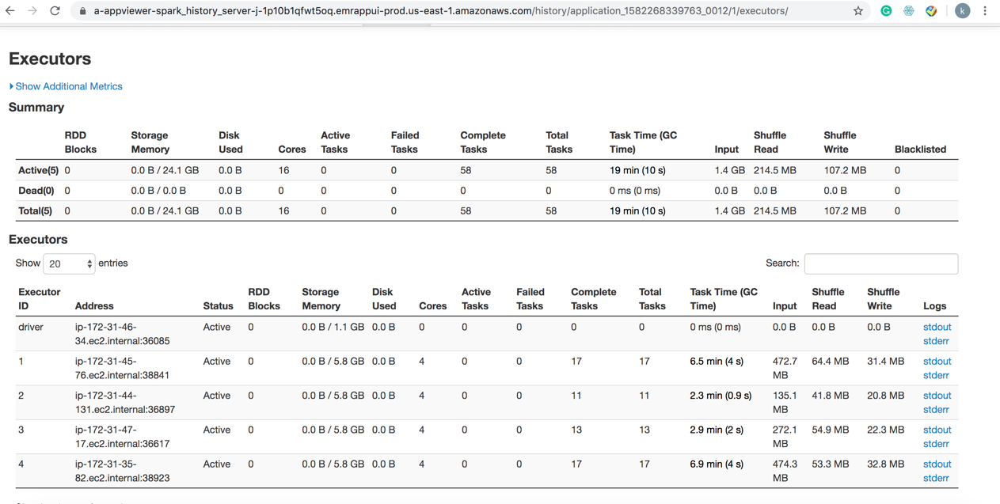 a-appviewer-spark_history_server-j-1p10b1qfwt5oq.emrappui-prod.us-east-1.amazonaws.com/history/application_1582268339763_0012/1/executors/
k
Executors
Show Additional Metrics
Summary
RDD Blocks Storage Memory Disk Used Cores Active Tasks Failed Tasks Complete Tasks Total Tasks Task Time (GC Time) Input Shuffle Read Shuffle Write Blacklisted
Active(5) 0 0.0 B / 24.1 GB 0.0 B 16 0 0 58 58 19 min (10 s) 1.4 GB 214.5 MB 107.2 MB 0
Dead(0) 0 0.0 B / 0.0 B 0.0 B 0 0 0 0 0 0 ms (0 ms) 0.0 B 0.0 B 0.0 B 0
Total(5) 0 0.0 B / 24.1 GB 0.0 B 16 0 0 58 58 19 min (10 s) 1.4 GB 214.5 MB 107.2 MB 0
Executors
Show 20 entries Search:
Executor ID Address Status RDD Blocks Storage Memory Disk Used Cores Active Tasks Failed Tasks Complete Tasks Total Tasks Task Time (GC Time) Input Shuffle Read Shuffle Write Logs
driver ip-172-31-46- Active 0 0.0 B / 1.1 GB 0.0 B 0 0 0 0 0 0 ms (0 ms) 0.0 B 0.0 B 0.0 B stdout
34.ec2.internal:36085 stderr
1 ip-172-31-45- Active 0 0.0 B / 5.8 GB 0.0 B 4 0 0 17 17 6.5 min (4 s) 472.7 64.4 MB 31.4 MB stdout
76.ec2.internal:38841 MB stderr
2 ip-172-31-44- Active 0 0.0 B / 5.8 GB 0.0 B 4 0 0 11 11 2.3 min (0.9 s) 135.1 41.8 MB 20.8 MB stdout
131.ec2.internal:36897 MB stderr
3 ip-172-31-47- Active 0 0.0 B / 5.8 GB 0.0 B 4 0 0 13 13 2.9 min (2 s) 272.1 54.9 MB 22.3 MB stdout
17.ec2.internal:36617 MB stderr
4 ip-172-31-35- Active 0 0.0 B / 5.8 GB 0.0 B 4 0 0 17 17 6.9 min (4 s) 474.3 53.3 MB 32.8 MB stdout
82.ec2.internal:38923 MB stderr